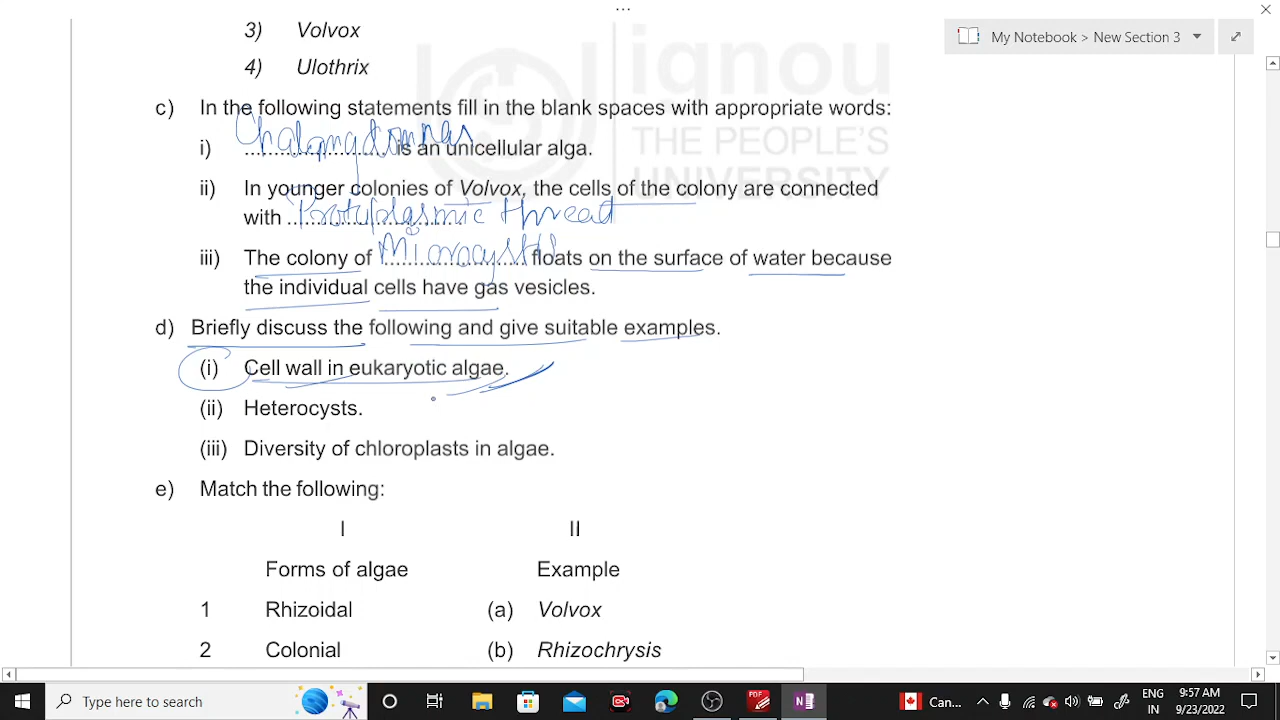 ...
My Notebook > New Section 3
3) Volvox
ignou
4) Ulothrix
c) In the following statements fill in the blank spaces with appropriate words:
THE PEOPLE'S
UNIVERSITY
i) ........................ is an unicellular alga.
ii) In younger colonies of Volvox, the cells of the colony are connected
with Protyplasmic thread
iii) The colony of Microcystis floats on the surface of water because
the individual cells have gas vesicles.
d) Briefly discuss the following and give suitable examples.
(i) Cell wall in eukaryotic algae.
(ii) Heterocysts.
(iii) Diversity of chloroplasts in algae.
e) Match the following:
I II
Forms of algae Example
1 Rhizoidal (a) Volvox
2 Colonial (b) Rhizochrysis
Type here to search
PDF
N
Can...
ENG
IN
9:57 AM
9/23/2022